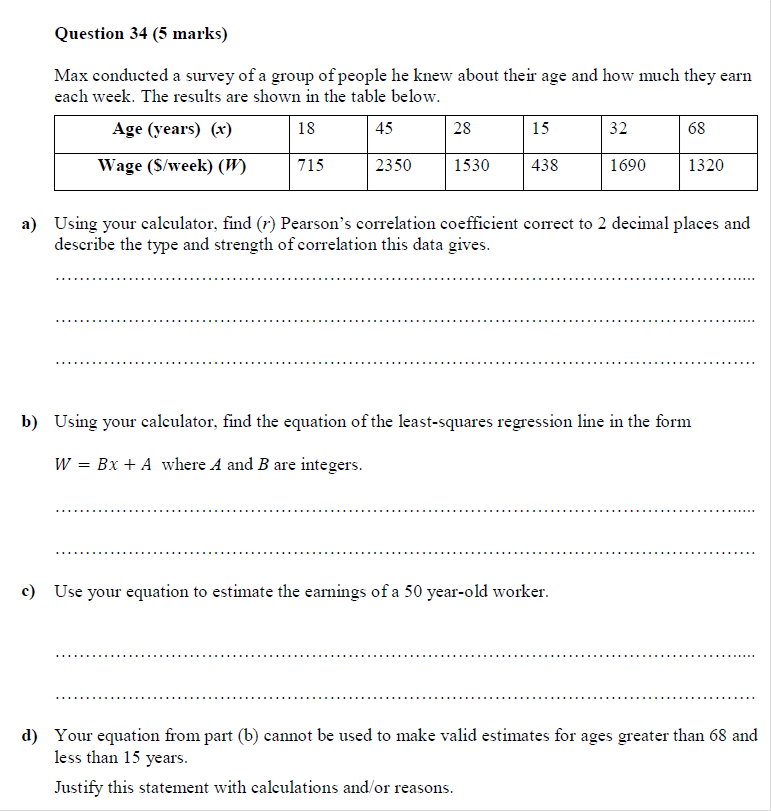 Question 34 (5 marks)
Max conducted a survey of a group of people he knew about their age and how much they earn
each week. The results are shown in the table below.
Age (years) (x) 18 45 28 15 32 68
Wage ($/week) (W) 715 2350 1530 438 1690 1320
a) Using your calculator, find (r) Pearson's correlation coefficient correct to 2 decimal places and
describe the type and strength of correlation this data gives.
b) Using your calculator, find the equation of the least-squares regression line in the form
W = Bx + A where A and B are integers.
c) Use your equation to estimate the earnings of a 50 year-old worker.
d) Your equation from part (b) cannot be used to make valid estimates for ages greater than 68 and
less than 15 years.
Justify this statement with calculations and/or reasons.